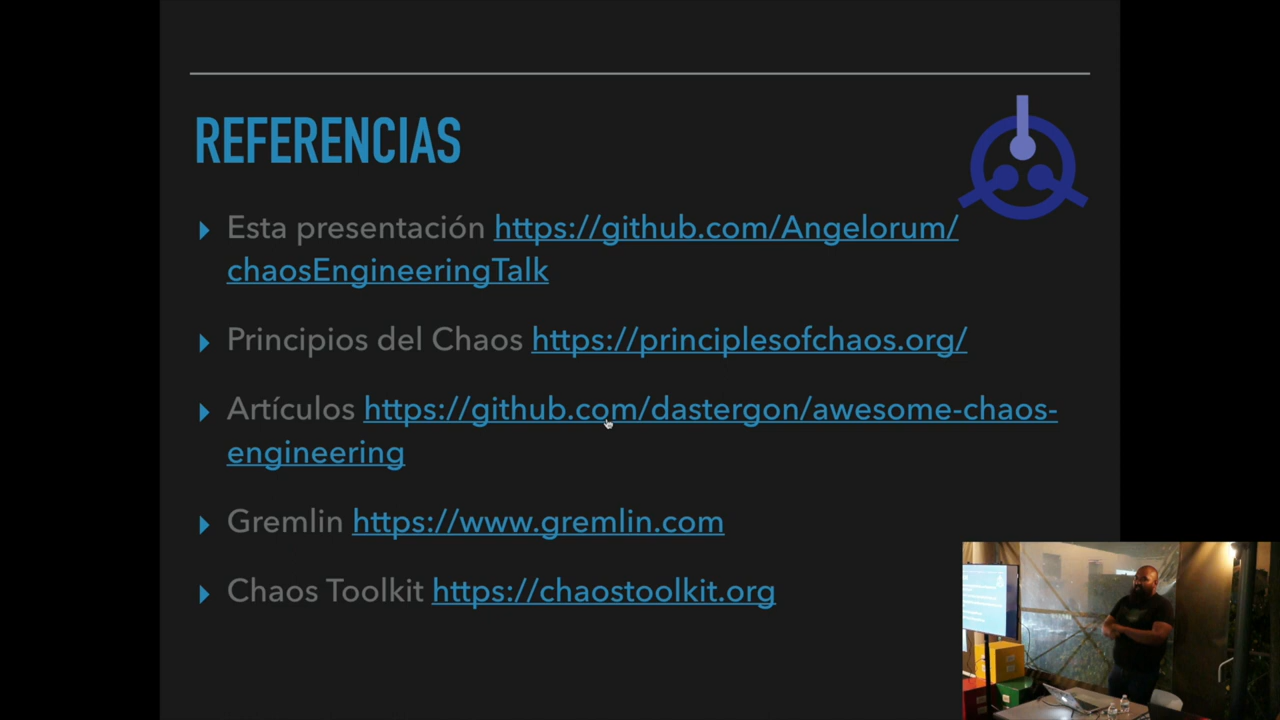 REFERENCIAS
Esta presentación https://github.com/Angelorum/
chaosEngineeringTalk
Principios del Chaos https://principlesofchaos.org/
Artículos https://github.com/dastergon/awesome-chaos-
engineering
Gremlin https://www.gremlin.com
Chaos Toolkit https://chaostoolkit.org